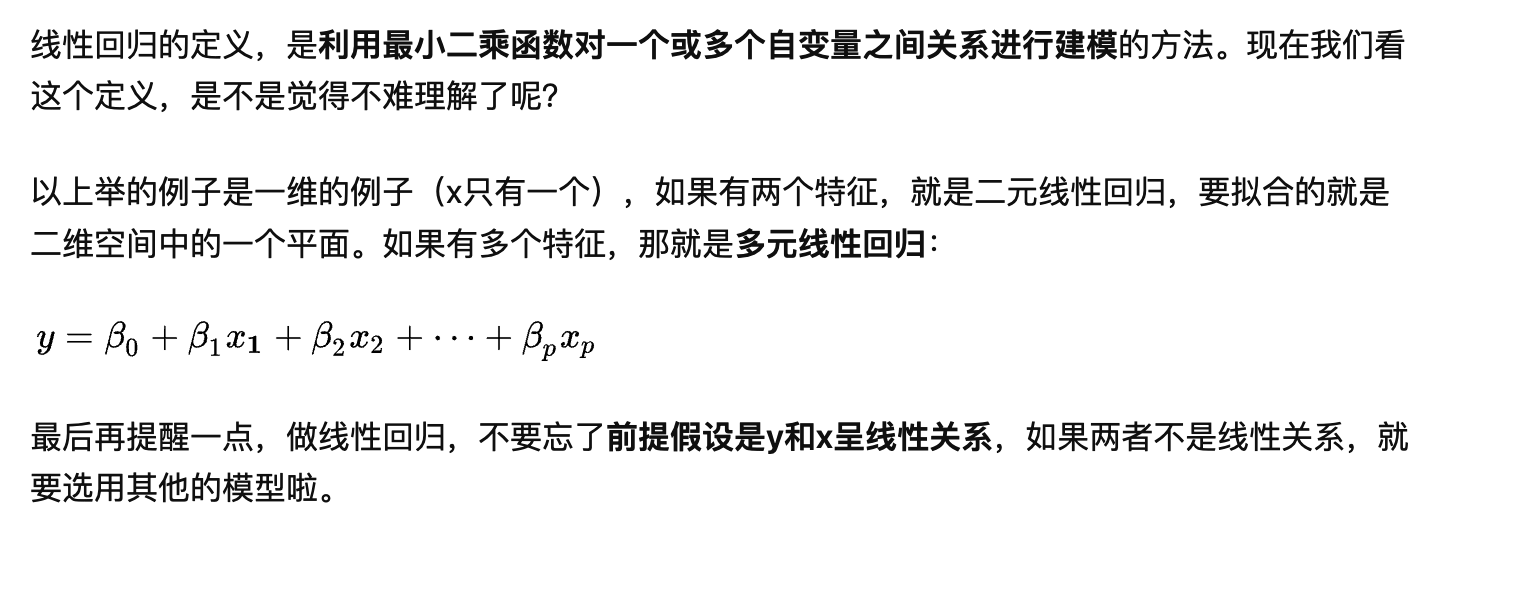 线性回归的定义，是利用最小二乘函数对一个或多个自变量之间关系进行建模的方法。现在我们看
这个定义，是不是觉得不难理解了呢？
以上举的例子是一维的例子（x只有一个），如果有两个特征，就是二元线性回归，要拟合的就是
二维空间中的一个平面。如果有多个特征，那就是多元线性回归：
y = β₀ + β₁x₁ + β₂x₂ + ⋯ + βₚxₚ
最后再提醒一点，做线性回归，不要忘了前提假设是y和x呈线性关系，如果两者不是线性关系，就
要选用其他的模型啦。